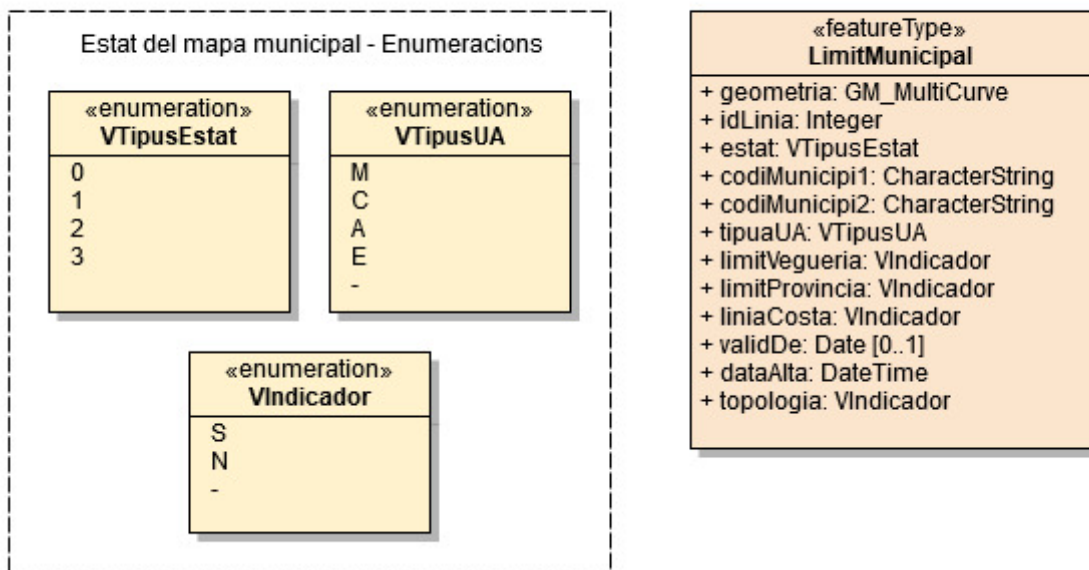 Estat del mapa municipal - Enumeracions
«enumeration»
VTipusEstat
0
1
2
3
«enumeration»
VTipusUA
M
C
A
E
-
«enumeration»
VIndicador
S
N
-
«featureType»
LimitMunicipal
+ geometria: GM_MultiCurve
+ idLinia: Integer
+ estat: VTipusEstat
+ codiMunicipi1: CharacterString
+ codiMunicipi2: CharacterString
+ tipuaUA: VTipusUA
+ limitVegueria: VIndicador
+ limitProvincia: VIndicador
+ liniaCosta: VIndicador
+ validDe: Date [0..1]
+ dataAlta: DateTime
+ topologia: VIndicador